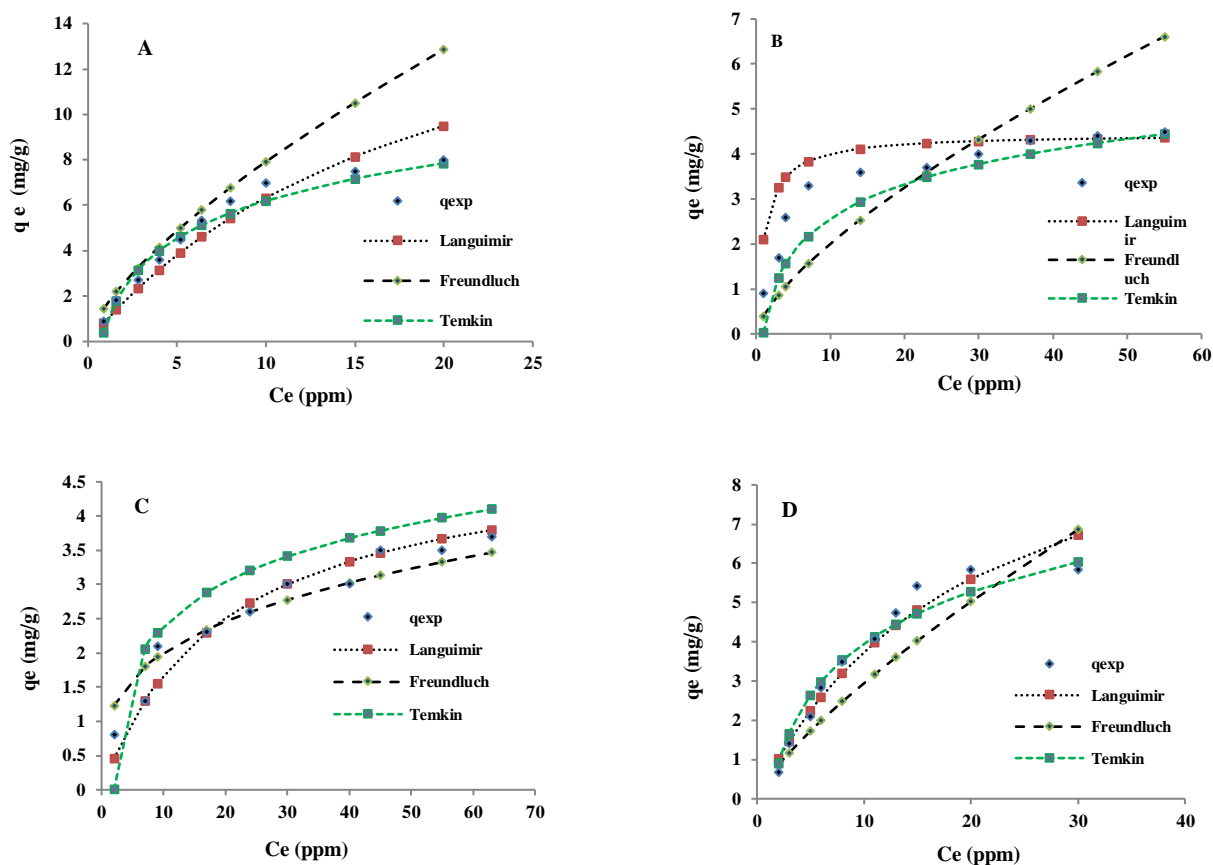 A
q e (mg/g)
14
12
10
8
6
4
2
0
0 5 10 15 20 25
Ce (ppm)
qexp
Languimir
Freundluch
Temkin
B
qe (mg/g)
7
6
5
4
3
2
1
0
0 10 20 30 40 50 60
Ce (ppm)
qexp
Languim
ir
Freundl
uch
Temkin
C
qe (mg/g)
4.5
4
3.5
3
2.5
2
1.5
1
0.5
0
0 10 20 30 40 50 60 70
Ce (ppm)
qexp
Languimir
Freundluch
Temkin
D
qe (mg/g)
8
7
6
5
4
3
2
1
0
0 10 20 30 40
Ce (ppm)
qexp
Languimir
Freundluch
Temkin